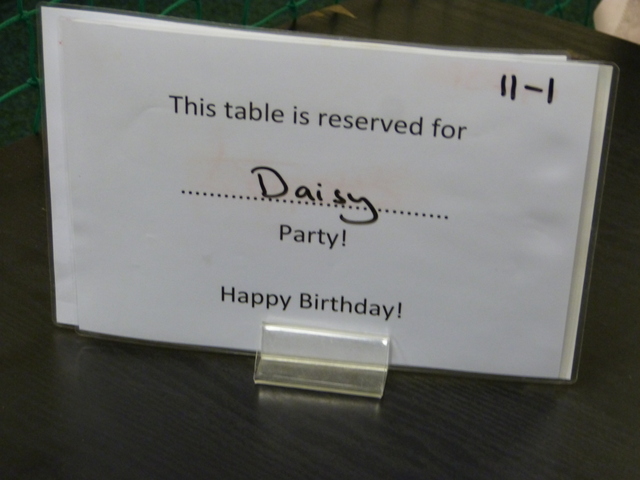 11-1
This table is reserved for
Daisy
Party!
Happy Birthday!